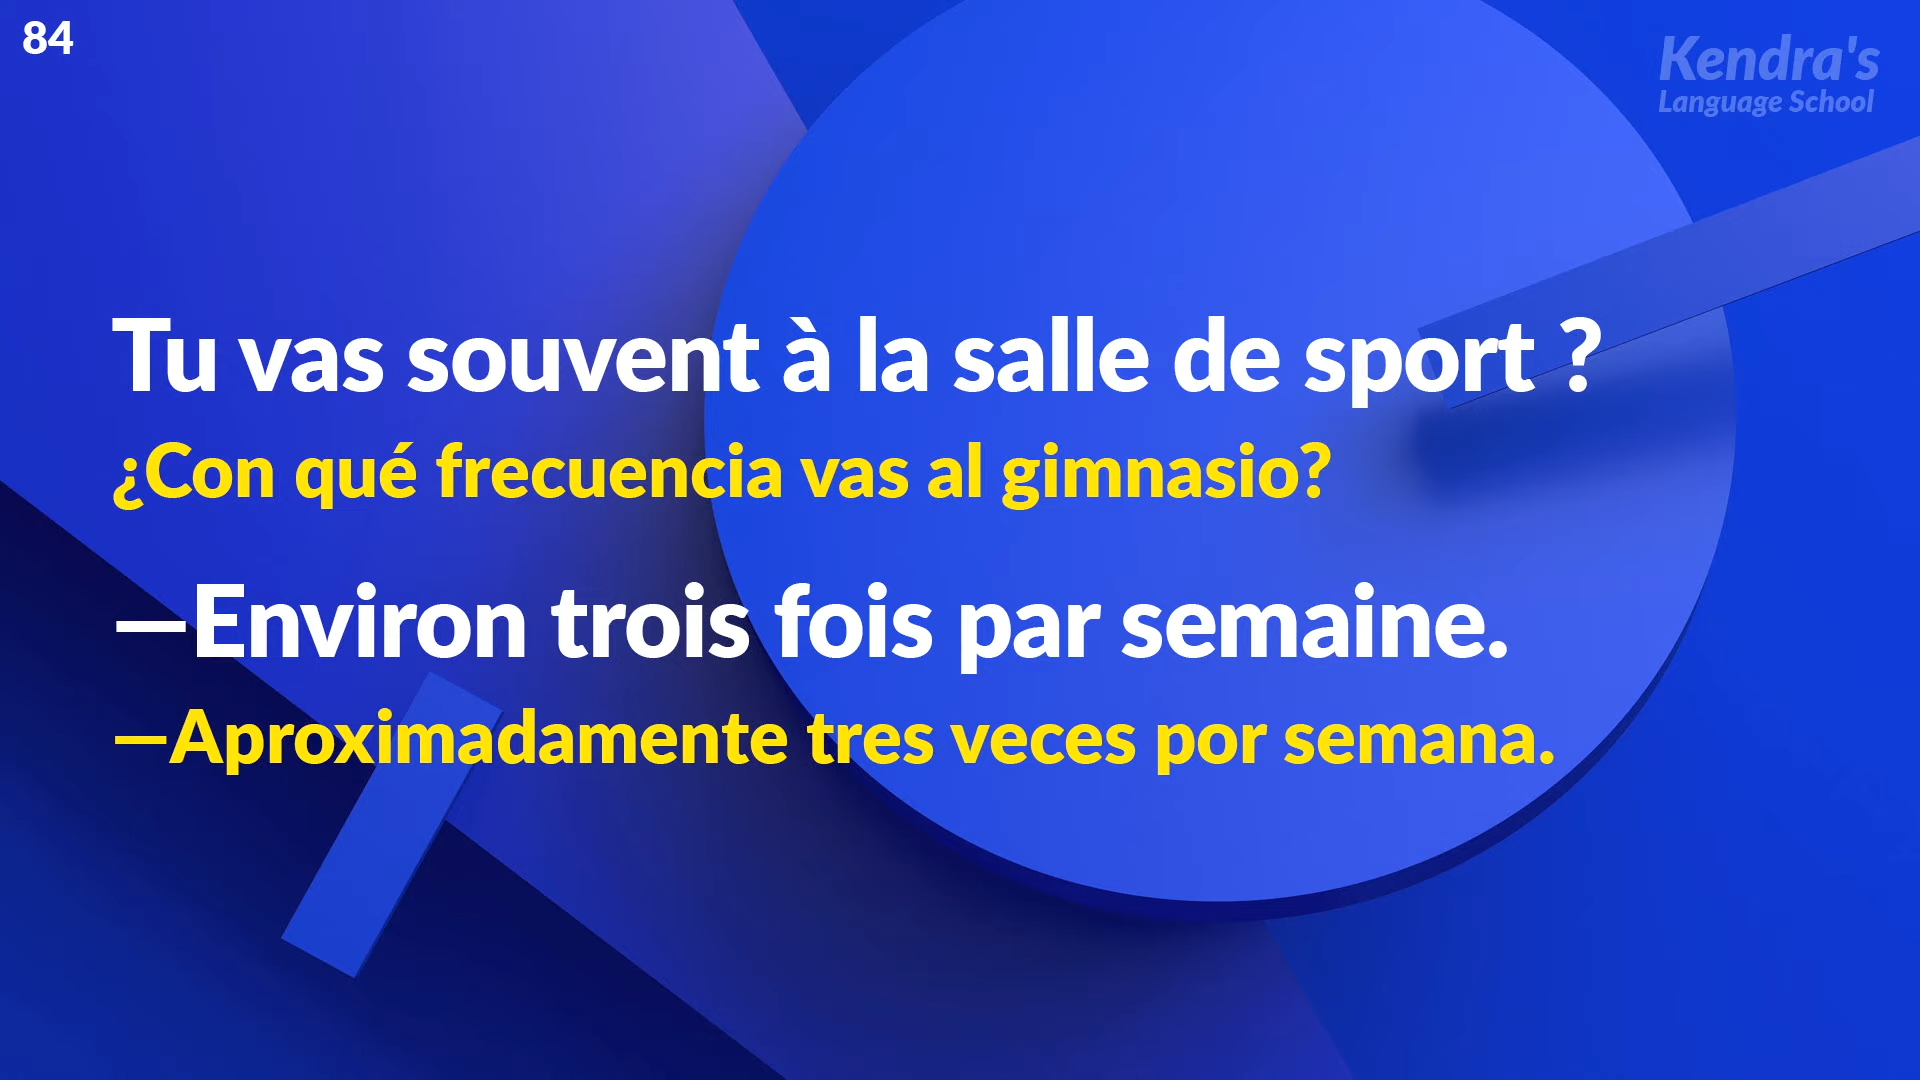 84
Kendra's
Language School
Tu vas souvent à la salle de sport ?
¿Con qué frecuencia vas al gimnasio?
—Environ trois fois par semaine.
—Aproximadamente tres veces por semana.